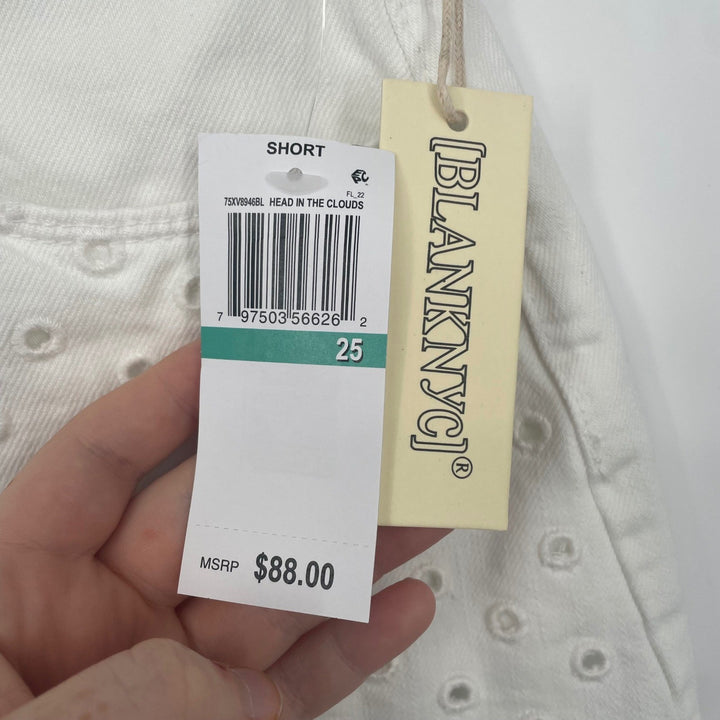 SHORT
FL_22
75XV8946BL HEAD IN THE CLOUDS
7 97503 56626 2
25
MSRP $88.00
[BLANKNYC]®